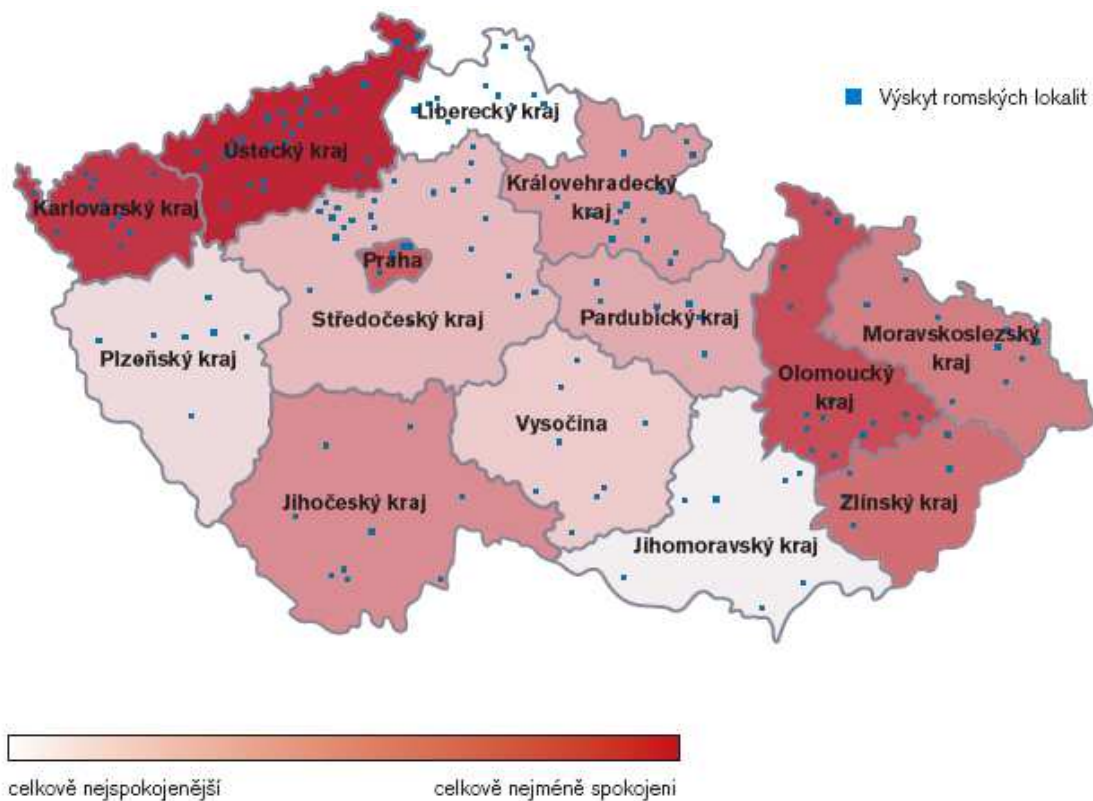 Výskyt romských lokalit
Liberecký kraj
Ústecký kraj
Královehradecký
kraj
Karlovarský kraj
Praha
Středočeský kraj
Pardubický kraj
Moravskoslezský
kraj
Plzeňský kraj
Olomoucký
kraj
Vysočina
Jihočeský kraj
Zlínský kraj
Jihomoravský kraj
celkově nejspokojenější
celkově nejméně spokojeni